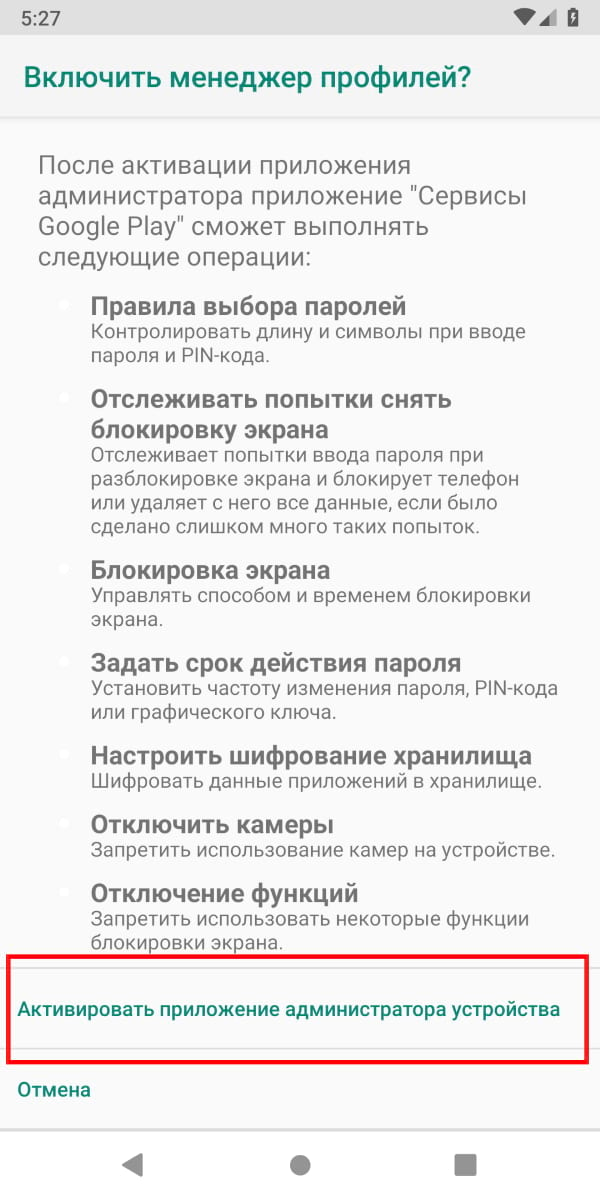 5:27
Включить менеджер профилей?
После активации приложения
администратора приложение "Сервисы
Google Play" сможет выполнять
следующие операции:
Правила выбора паролей
Контролировать длину и символы при вводе
пароля и PIN-кода.
Отслеживать попытки снять
блокировку экрана
Отслеживает попытки ввода пароля при
разблокировке экрана и блокирует телефон
или удаляет с него все данные, если было
сделано слишком много таких попыток.
Блокировка экрана
Управлять способом и временем блокировки
экрана.
Задать срок действия пароля
Установить частоту изменения пароля, PIN-кода
или графического ключа.
Настроить шифрование хранилища
Шифровать данные приложений в хранилище.
Отключить камеры
Запретить использование камер на устройстве.
Отключение функций
Запретить использовать некоторые функции
блокировки экрана.
Активировать приложение администратора устройства
Отмена